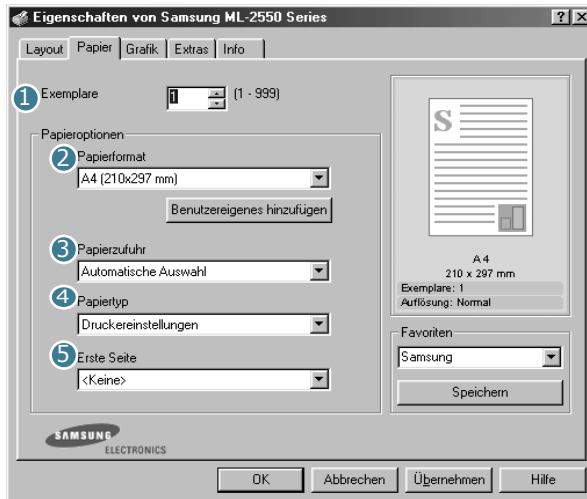 Eigenschaften von Samsung ML-2550 Series
Layout Papier Grafik Extras Info
1 Exemplare 1 (1 - 999)
Papieroptionen
2 Papierformat
A4 (210x297 mm)
Benutzereigenes hinzufügen
3 Papierzufuhr
Automatische Auswahl
4 Papiertyp
Druckereinstellungen
5 Erste Seite
<Keine>
S
A4
210 x 297 mm
Exemplare: 1
Auflösung: Normal
Favoriten
Samsung
Speichern
SAMSUNG
ELECTRONICS
OK Abbrechen Übernehmen Hilfe